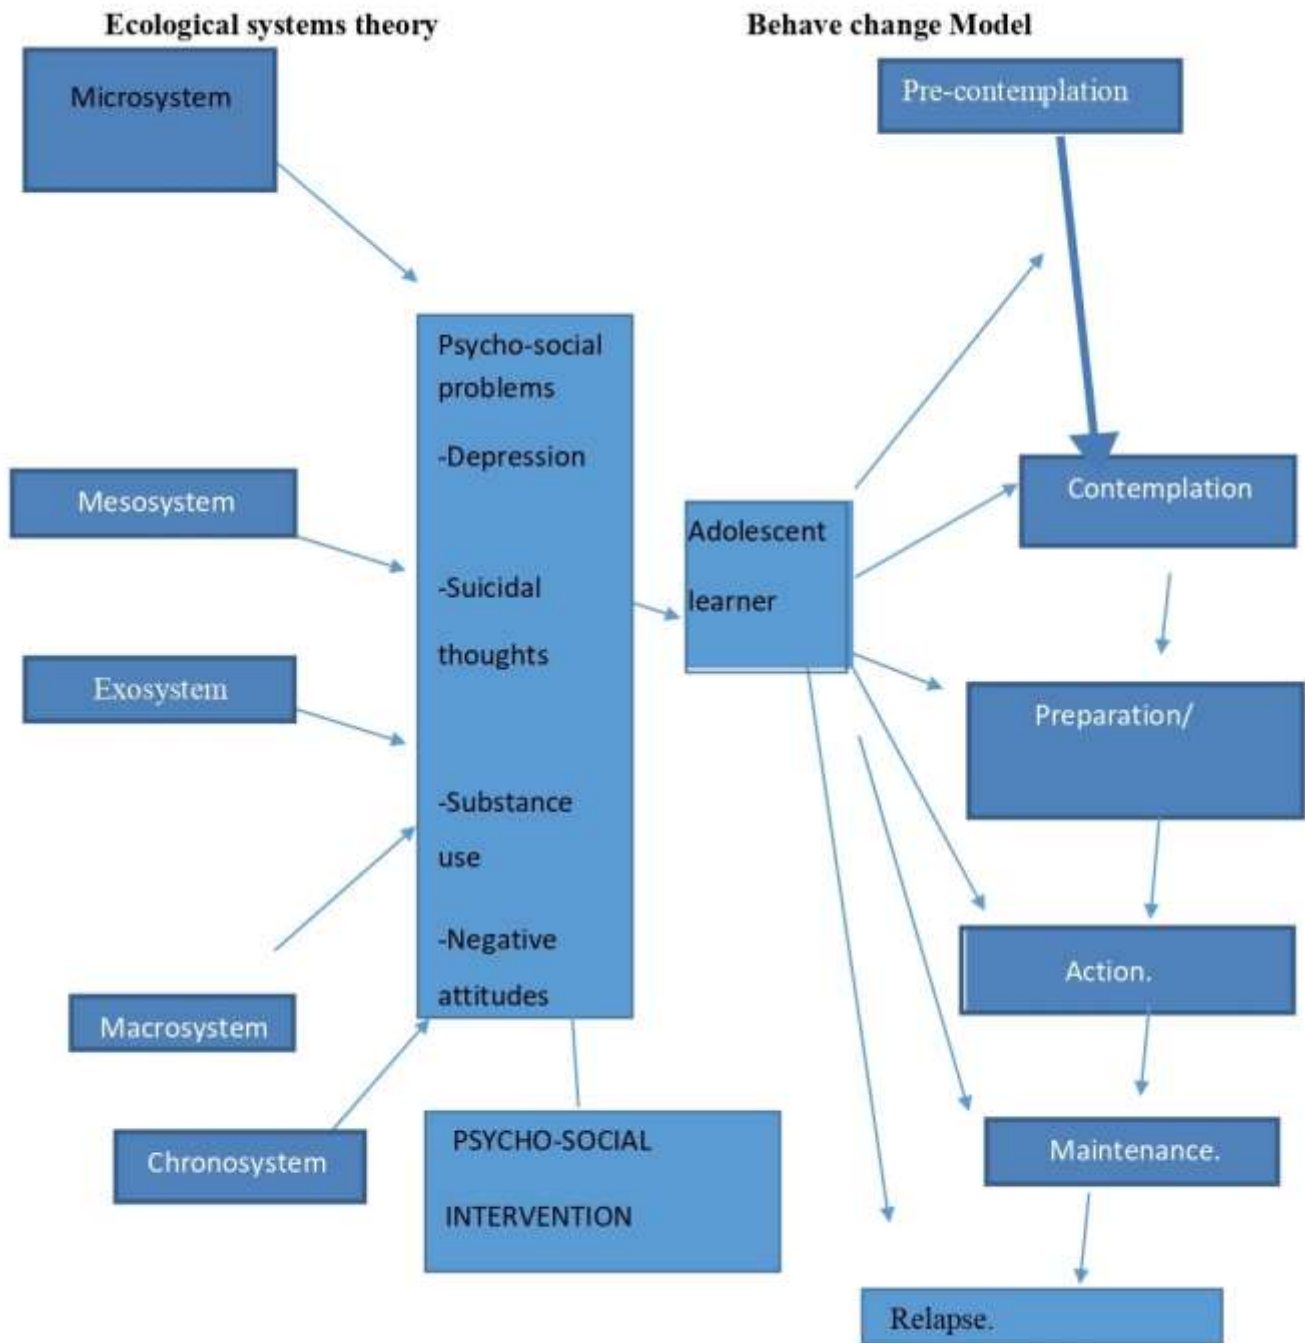 Ecological systems theory
Behave change Model
Microsystem
Mesosystem
Exosystem
Macrosystem
Chronosystem
Psycho-social
problems
-Depression
-Suicidal
thoughts
-Substance
use
-Negative
attitudes
PSYCHO-SOCIAL
INTERVENTION
Adolescent
learner
Pre-contemplation
Contemplation
Preparation/
Action.
Maintenance.
Relapse.